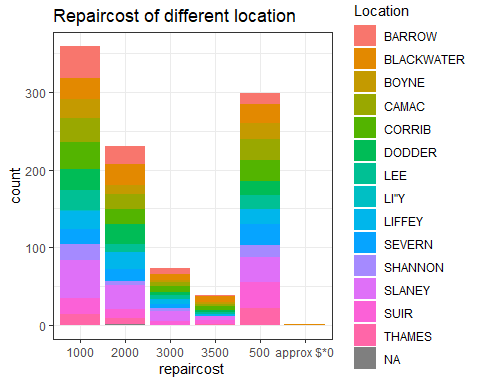 Repaircost of different location
count
300
200
100
0
1000 2000 3000 3500 500 approx $*0
repaircost
Location
BARROW
BLACKWATER
BOYNE
CAMAC
CORRIB
DODDER
LEE
LI"Y
LIFFEY
SEVERN
SHANNON
SLANEY
SUIR
THAMES
NA